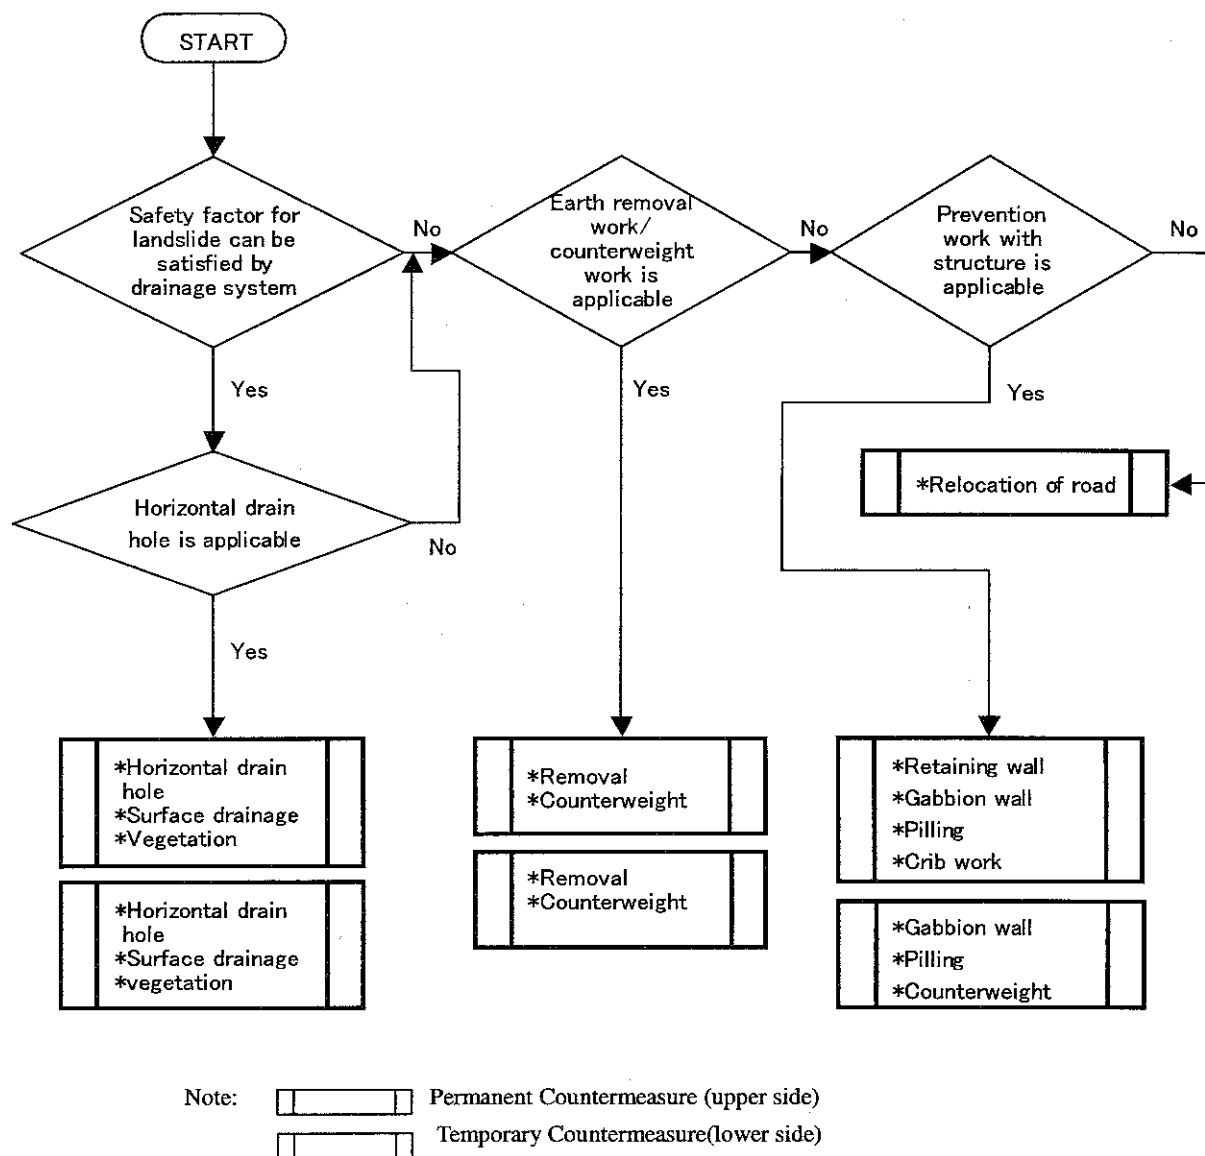 START
Safety factor for
landslide can be
satisfied by
drainage system
No
Earth removal
work/
counterweight
work is
applicable
No
Prevention
work with
structure is
applicable
No
Yes
Yes
Yes
Horizontal drain
hole is applicable
No
*Relocation of road
Yes
*Horizontal drain
hole
*Surface drainage
*Vegetation
*Removal
*Counterweight
*Retaining wall
*Gabbion wall
*Pilling
*Crib work
*Horizontal drain
hole
*Surface drainage
*vegetation
*Removal
*Counterweight
*Gabbion wall
*Pilling
*Counterweight
Note:
Permanent Countermeasure (upper side)
Temporary Countermeasure(lower side)